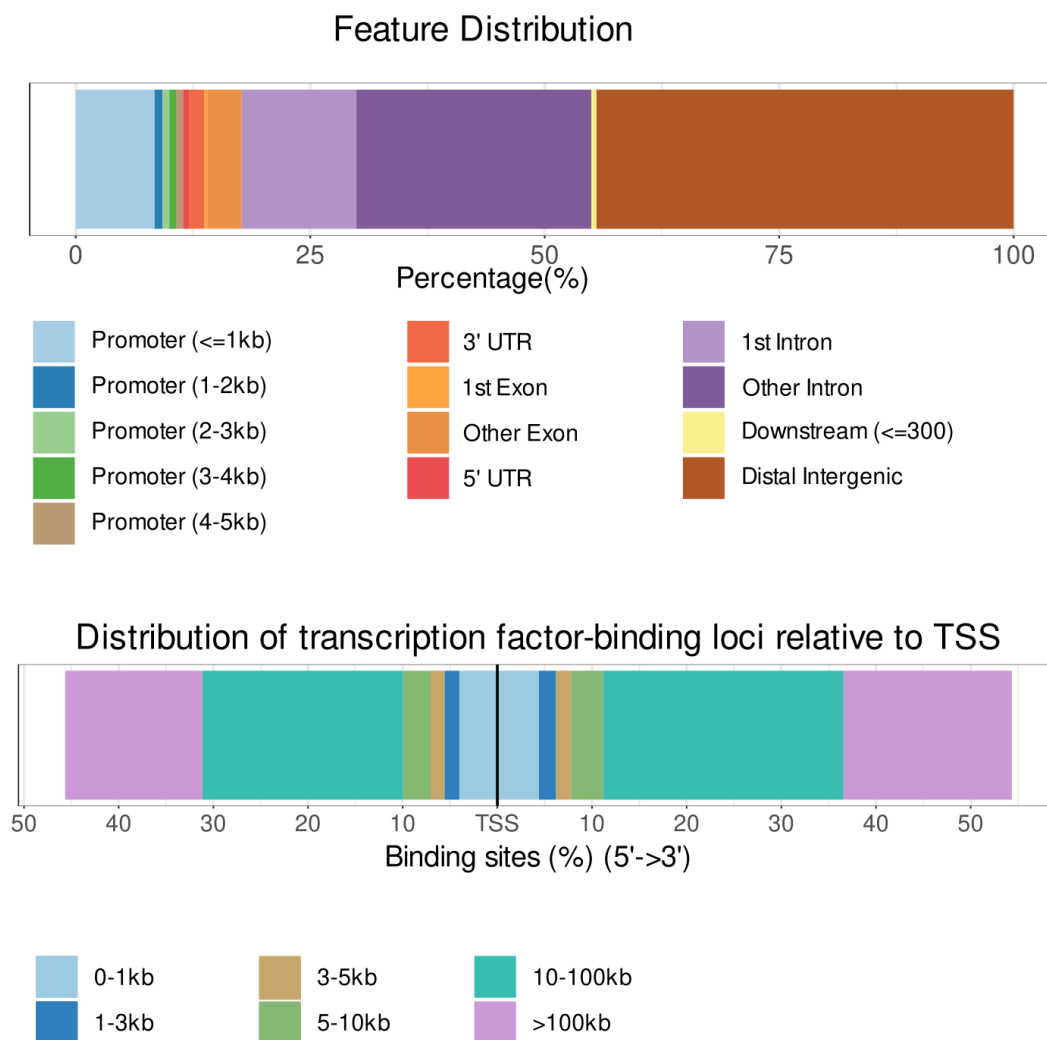 Feature Distribution
0 25 50 75 100
Percentage(%)
Promoter (<=1kb) 3' UTR 1st Intron
Promoter (1-2kb) 1st Exon Other Intron
Promoter (2-3kb) Other Exon Downstream (<=300)
Promoter (3-4kb) 5' UTR Distal Intergenic
Promoter (4-5kb)
Distribution of transcription factor-binding loci relative to TSS
50 40 30 20 10 TSS 10 20 30 40 50
Binding sites (%) (5'->3')
0-1kb 3-5kb 10-100kb
1-3kb 5-10kb >100kb